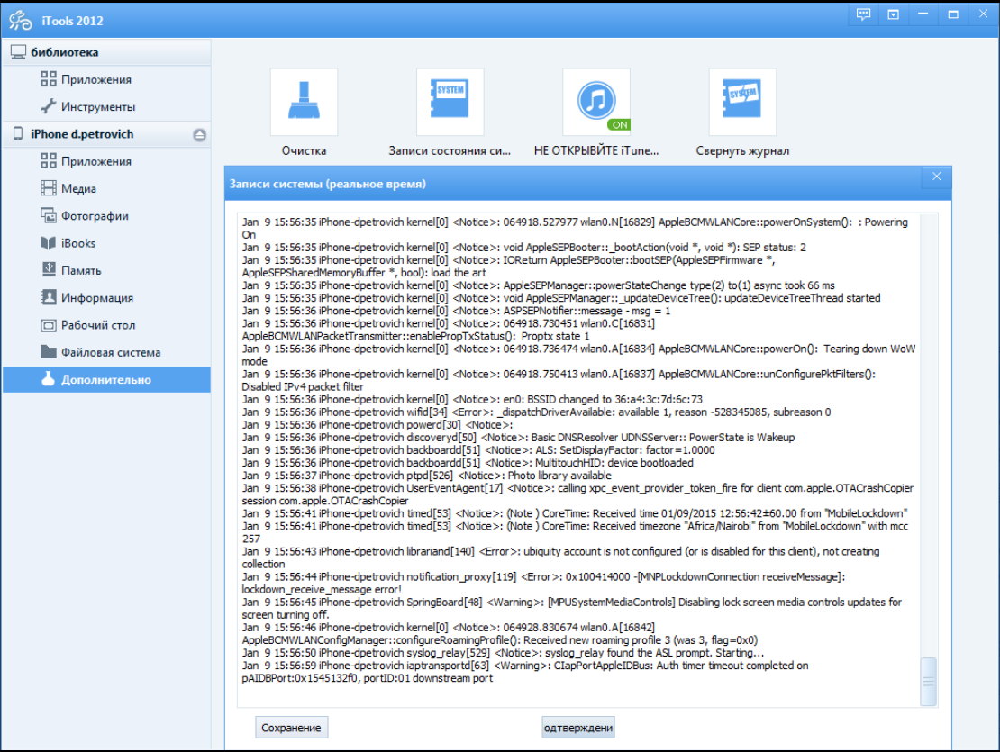 iTools 2012
библиотека
Приложения
Инструменты
iPhone d.petrovich
Приложения
Медиа
Фотографии
iBooks
Память
Информация
Рабочий стол
Файловая система
Дополнительно
Очистка
SYSTEM
Записи состояния си...
ON
НЕ ОТКРЫВЙТЕ iTune...
SYSTEM
Свернуть журнал
Записи системы (реальное время)
Jan 9 15:56:35 iPhone-dpetrovich kernel[0] <Notice>: 064918.527977 wlan0.N[16829] AppleBCMWLANCore::powerOnSystem(): : Powering
On
Jan 9 15:56:35 iPhone-dpetrovich kernel[0] <Notice>: void AppleSEPBooter::_bootAction(void *, void *): SEP status: 2
Jan 9 15:56:35 iPhone-dpetrovich kernel[0] <Notice>: IOReturn AppleSEPBooter::bootSEP(AppleSEPFirmware *,
AppleSEPSharedMemoryBuffer *, bool): load the art
Jan 9 15:56:35 iPhone-dpetrovich kernel[0] <Notice>: AppleSEPManager::powerStateChange type(2) to(1) async took 66 ms
Jan 9 15:56:35 iPhone-dpetrovich kernel[0] <Notice>: void AppleSEPManager::_updateDeviceTree(): updateDeviceTreeThread started
Jan 9 15:56:36 iPhone-dpetrovich kernel[0] <Notice>: ASPSEPNotifier::message - msg = 1
Jan 9 15:56:36 iPhone-dpetrovich kernel[0] <Notice>: 064918.730451 wlan0.C[16831]
AppleBCMWLANPacketTransmitter::enablePropTxStatus(): Proptx state 1
Jan 9 15:56:36 iPhone-dpetrovich kernel[0] <Notice>: 064918.736474 wlan0.A[16834] AppleBCMWLANCore::powerOn(): Tearing down WoW
mode
Jan 9 15:56:36 iPhone-dpetrovich kernel[0] <Notice>: 064918.750413 wlan0.A[16837] AppleBCMWLANCore::unConfigurePktFilters():
Disabled IPv4 packet filter
Jan 9 15:56:36 iPhone-dpetrovich kernel[0] <Notice>: en0: BSSID changed to 36:a4:3c:7d:6c:73
Jan 9 15:56:36 iPhone-dpetrovich wifid[34] <Error>: _dispatchDriverAvailable: available 1, reason -528345085, subreason 0
Jan 9 15:56:36 iPhone-dpetrovich powerd[30] <Notice>:
Jan 9 15:56:36 iPhone-dpetrovich discoveryd[50] <Notice>: Basic DNSResolver UDNSServer:: PowerState is Wakeup
Jan 9 15:56:36 iPhone-dpetrovich backboardd[51] <Notice>: ALS: SetDisplayFactor: factor=1.0000
Jan 9 15:56:36 iPhone-dpetrovich backboardd[51] <Notice>: MultitouchHID: device bootloaded
Jan 9 15:56:37 iPhone-dpetrovich ptpd[526] <Notice>: Photo library available
Jan 9 15:56:38 iPhone-dpetrovich UserEventAgent[17] <Notice>: calling xpc_event_provider_token_fire for client com.apple.OTACrashCopier
session com.apple.OTACrashCopier
Jan 9 15:56:41 iPhone-dpetrovich timed[53] <Notice>: (Note ) CoreTime: Received time 01/09/2015 12:56:42±60.00 from "MobileLockdown"
Jan 9 15:56:41 iPhone-dpetrovich timed[53] <Notice>: (Note ) CoreTime: Received timezone "Africa/Nairobi" from "MobileLockdown" with mcc
257
Jan 9 15:56:43 iPhone-dpetrovich librariand[140] <Error>: ubiquity account is not configured (or is disabled for this client), not creating
collection
Jan 9 15:56:44 iPhone-dpetrovich notification_proxy[119] <Error>: 0x100414000 -[MNPLockdownConnection receiveMessage]:
lockdown_receive_message error!
Jan 9 15:56:45 iPhone-dpetrovich SpringBoard[48] <Warning>: [MPUSystemMediaControls] Disabling lock screen media controls updates for
screen turning off.
Jan 9 15:56:46 iPhone-dpetrovich kernel[0] <Notice>: 064928.830674 wlan0.A[16842]
AppleBCMWLANConfigManager::configureRoamingProfile(): Received new roaming profile 3 (was 3, flag=0x0)
Jan 9 15:56:50 iPhone-dpetrovich syslog_relay[529] <Notice>: syslog_relay found the ASL prompt. Starting...
Jan 9 15:56:59 iPhone-dpetrovich iaptransportd[63] <Warning>: CIapPortAppleIDBus: Auth timer timeout completed on
pAIDBPort:0x1545132f0, portID:01 downstream port
Сохранение
одтверждени